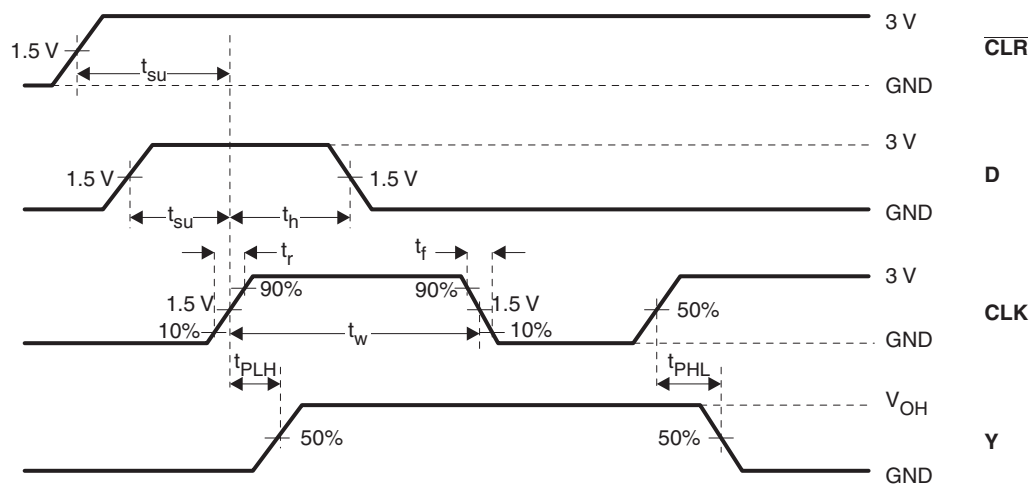 3 V
1.5 V
t_su
C̅L̅R̅
GND
3 V
1.5 V
1.5 V
D
t_su
t_h
GND
t_r
t_f
3 V
90%
90%
1.5 V
1.5 V
50%
CLK
10%
t_w
10%
GND
t_PLH
t_PHL
V_OH
50%
50%
Y
GND